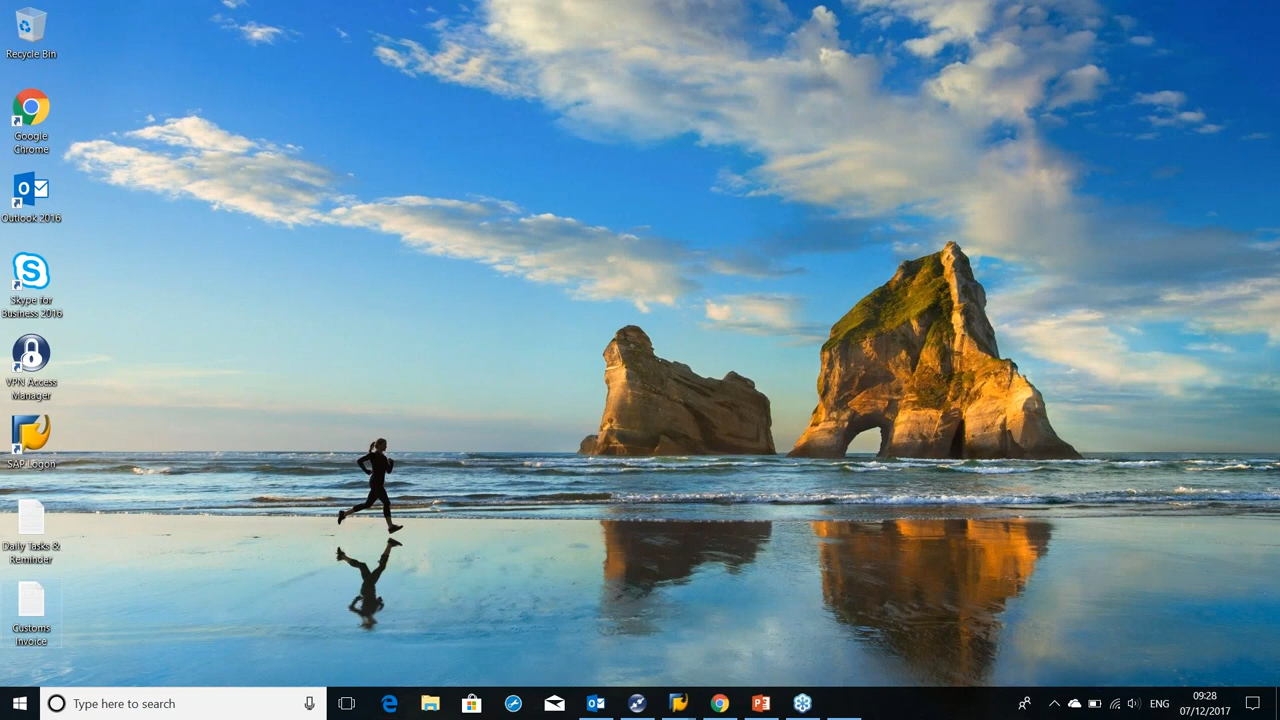 Recycle Bin
Google
Chrome
Outlook 2016
Skype for
Business 2016
VPN Access
Manager
SAP Logon
Daily Tasks &
Reminder
Customs
Invoice
Type here to search
ENG
09:28
07/12/2017